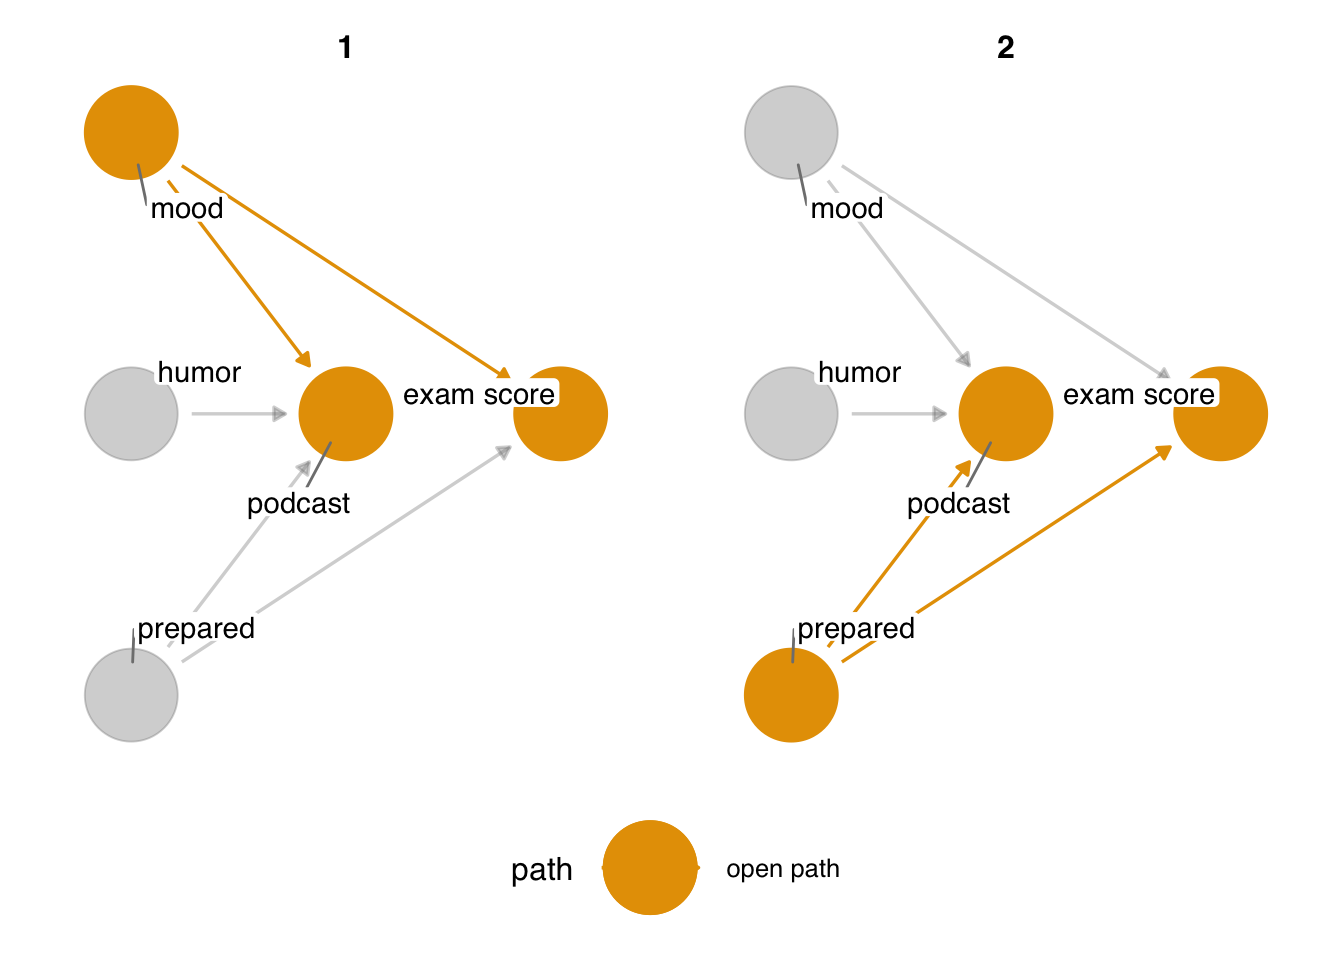 1
mood
humor
exam score
podcast
prepared
2
mood
humor
exam score
podcast
prepared
path
open path